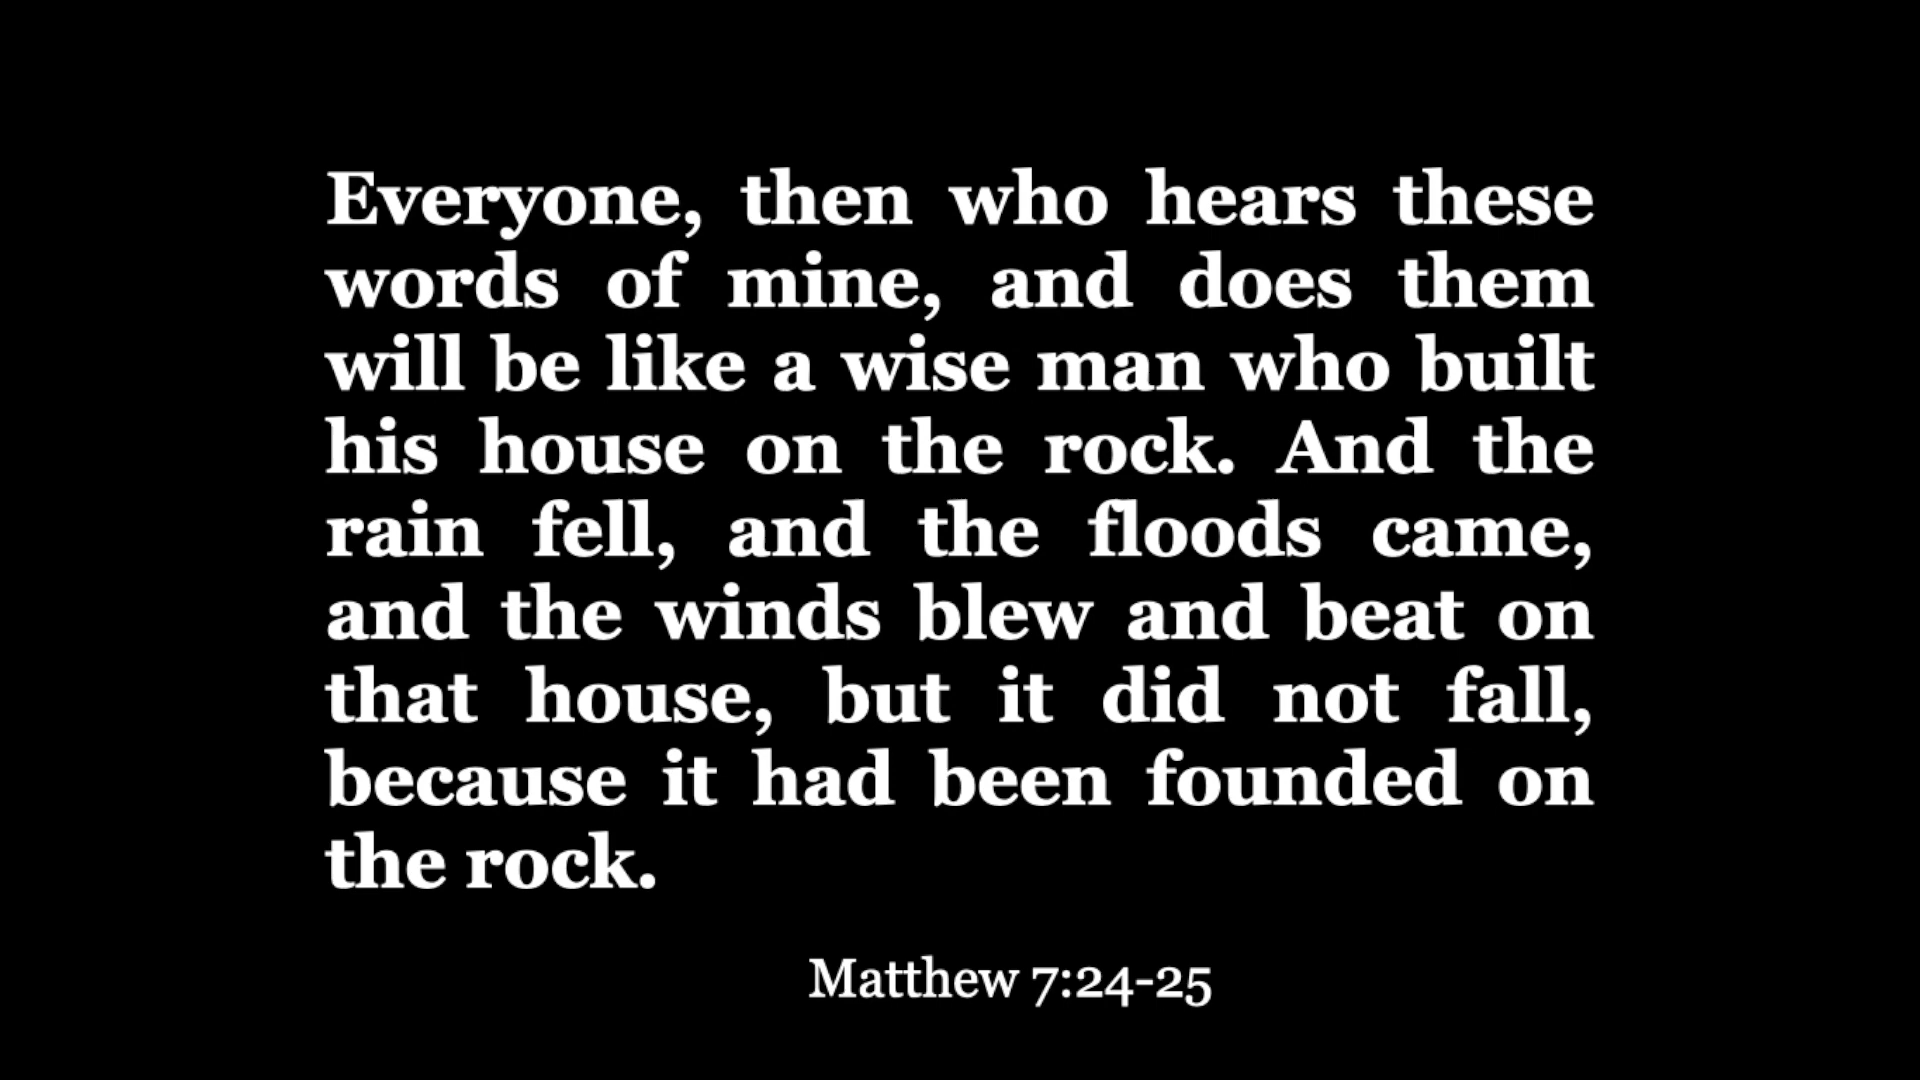 Everyone, then who hears these
words of mine, and does them
will be like a wise man who built
his house on the rock. And the
rain fell, and the floods came,
and the winds blew and beat on
that house, but it did not fall,
because it had been founded on
the rock.
Matthew 7:24-25